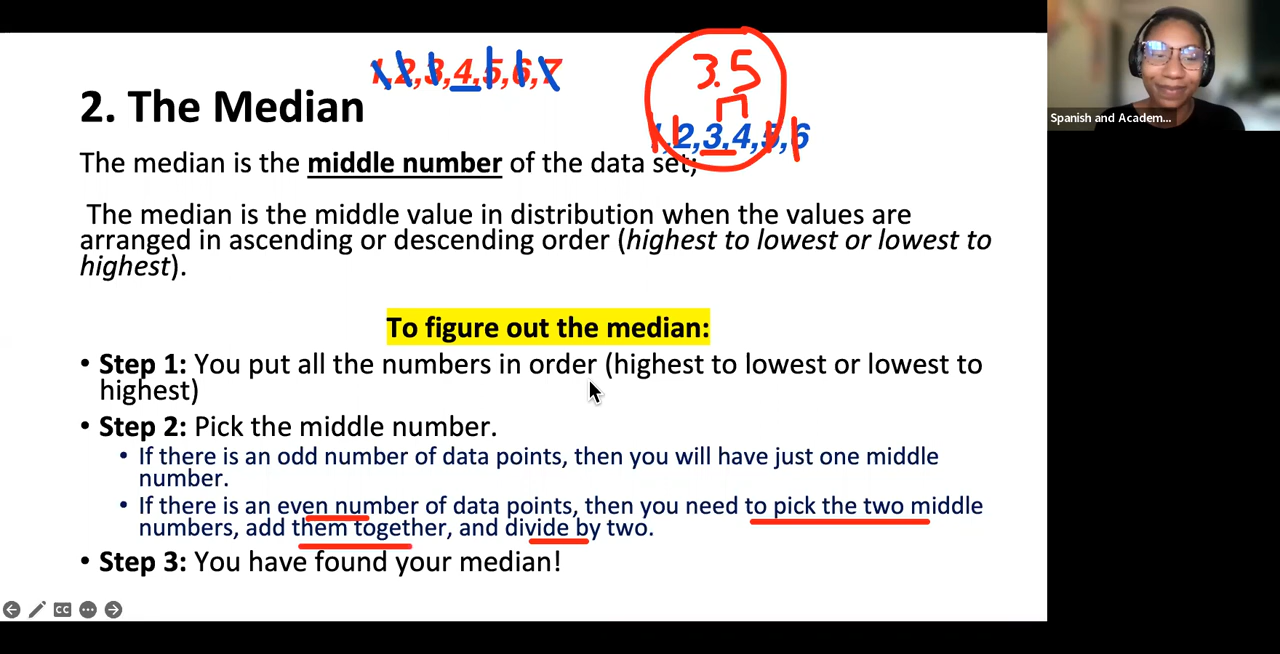 1,2,3,4,5,6,7
3.5
2. The Median
1,2,3,4,5,6
The median is the middle number of the data set;
Spanish and Academ...
The median is the middle value in distribution when the values are
arranged in ascending or descending order (highest to lowest or lowest to
highest).
To figure out the median:
• Step 1: You put all the numbers in order (highest to lowest or lowest to
highest)
• Step 2: Pick the middle number.
• If there is an odd number of data points, then you will have just one middle
number.
• If there is an even number of data points, then you need to pick the two middle
numbers, add them together, and divide by two.
• Step 3: You have found your median!
CC